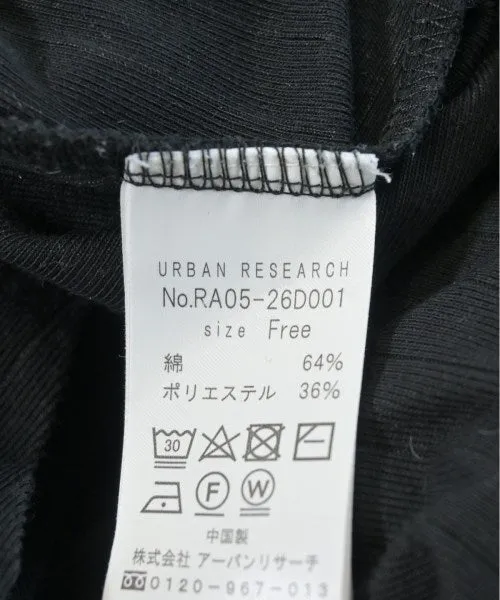 URBAN RESEARCH
No.RA05-26D001
size Free
綿 64%
ポリエステル 36%
30
F W
中国製
株式会社 アーバンリサーチ
0120-967-013